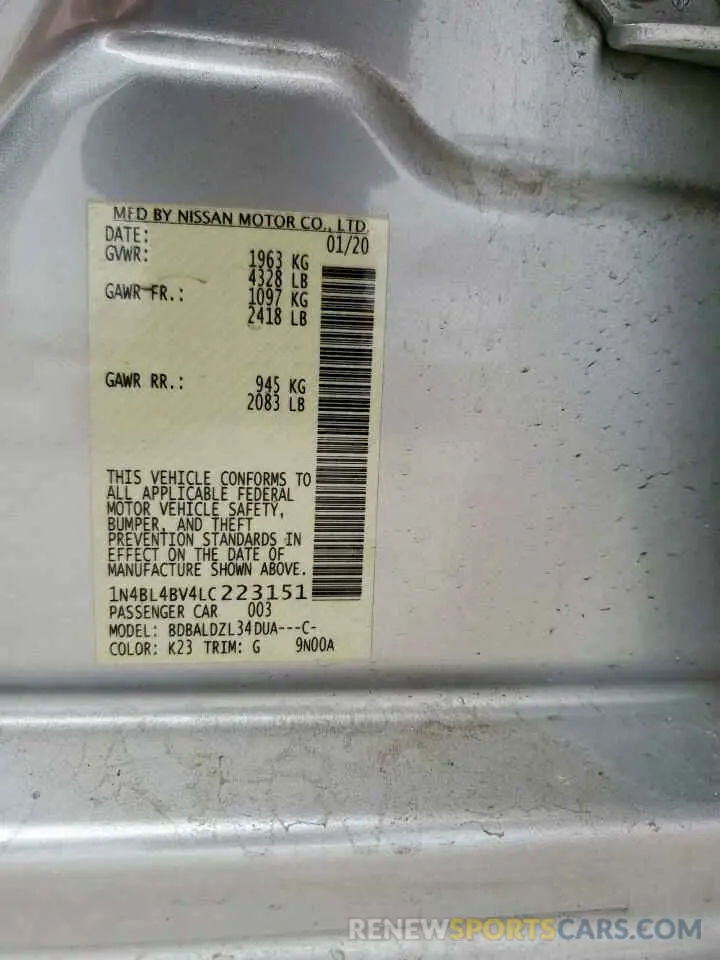 MFD BY NISSAN MOTOR CO., LTD.
DATE: 01/20
GVWR: 1963 KG
4328 LB
GAWR FR.: 1097 KG
2418 LB
GAWR RR.: 945 KG
2083 LB
THIS VEHICLE CONFORMS TO
ALL APPLICABLE FEDERAL
MOTOR VEHICLE SAFETY,
BUMPER, AND THEFT
PREVENTION STANDARDS IN
EFFECT ON THE DATE OF
MANUFACTURE SHOWN ABOVE.
1N4BL4BV4LC223151
PASSENGER CAR 003
MODEL: BDBALDZL34DUA---C-
COLOR: K23 TRIM: G 9N00A
RENEWSPORTSCARS.COM